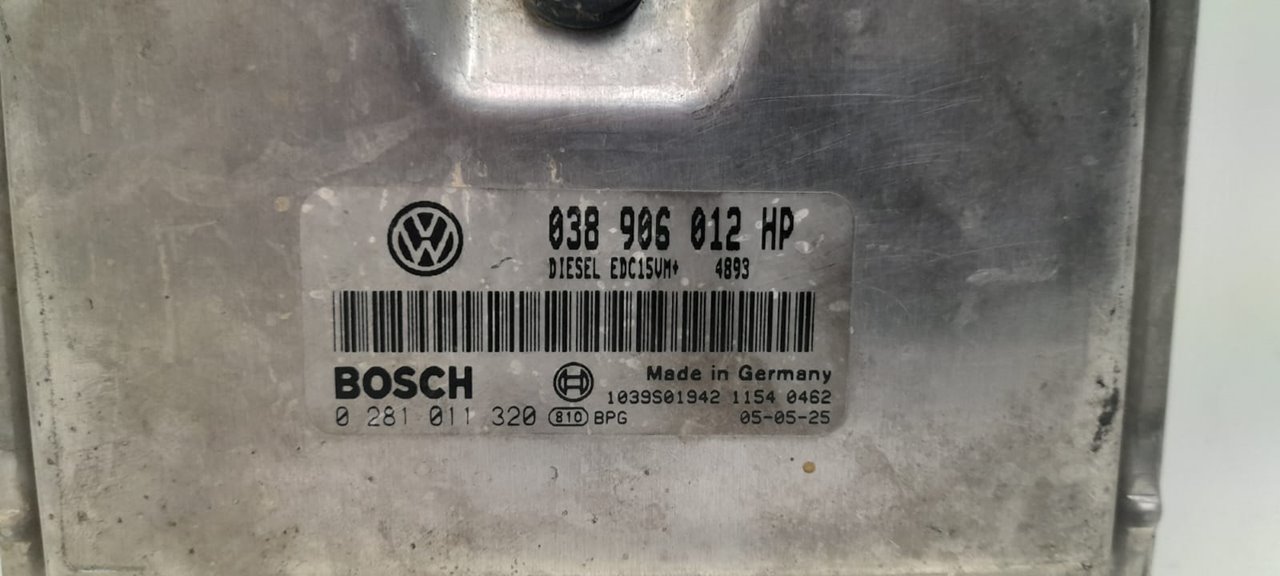 038 906 012 HP
DIESEL EDC15VM+ 4893
BOSCH
Made in Germany
1039S01942 1154 0462
0 281 011 320 810 BPG 05-05-25